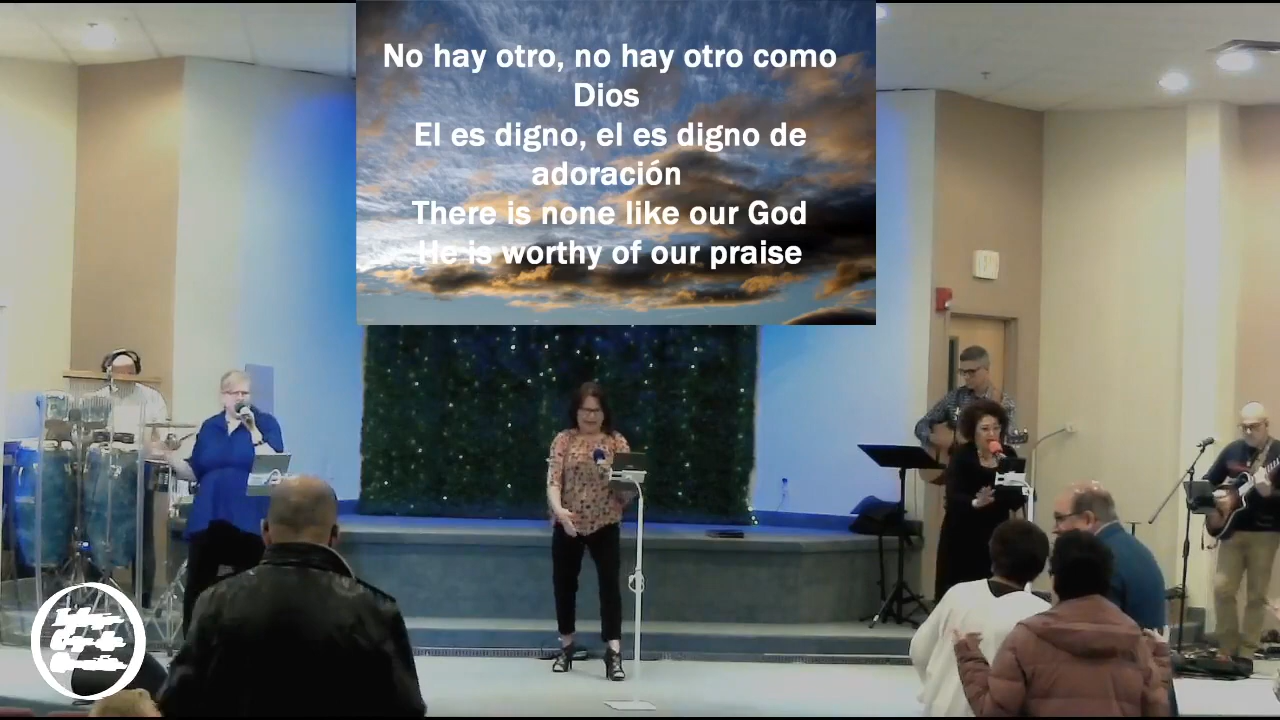 No hay otro, no hay otro como
Dios
El es digno, el es digno de
adoración
There is none like our God
He is worthy of our praise